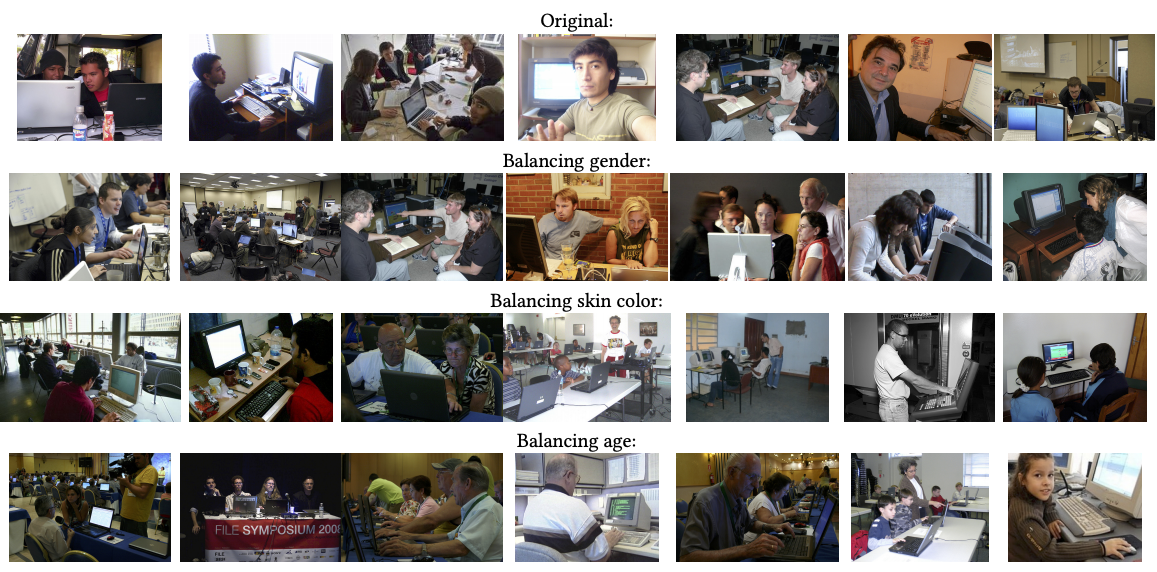 Original:
Balancing gender:
Balancing skin color:
Balancing age:
FILE SYMPOSIUM 2008